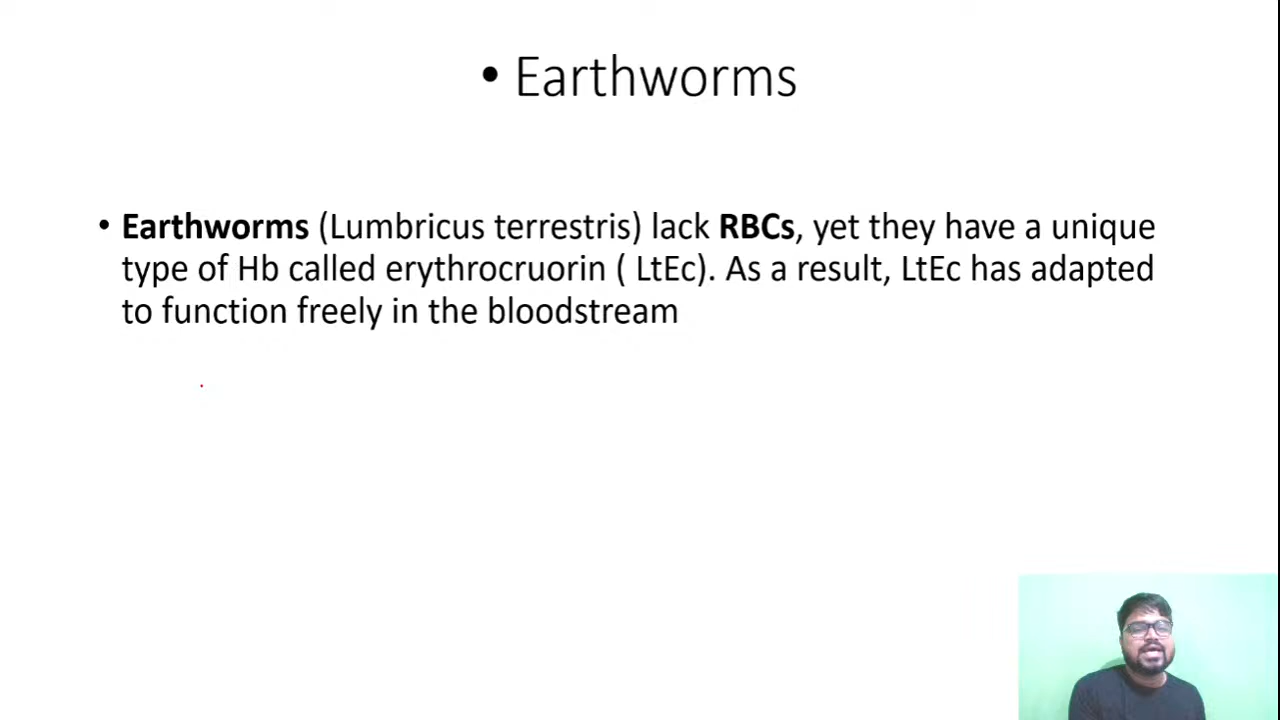 • Earthworms
• Earthworms (Lumbricus terrestris) lack RBCs, yet they have a unique
type of Hb called erythrocruorin ( LtEc). As a result, LtEc has adapted
to function freely in the bloodstream